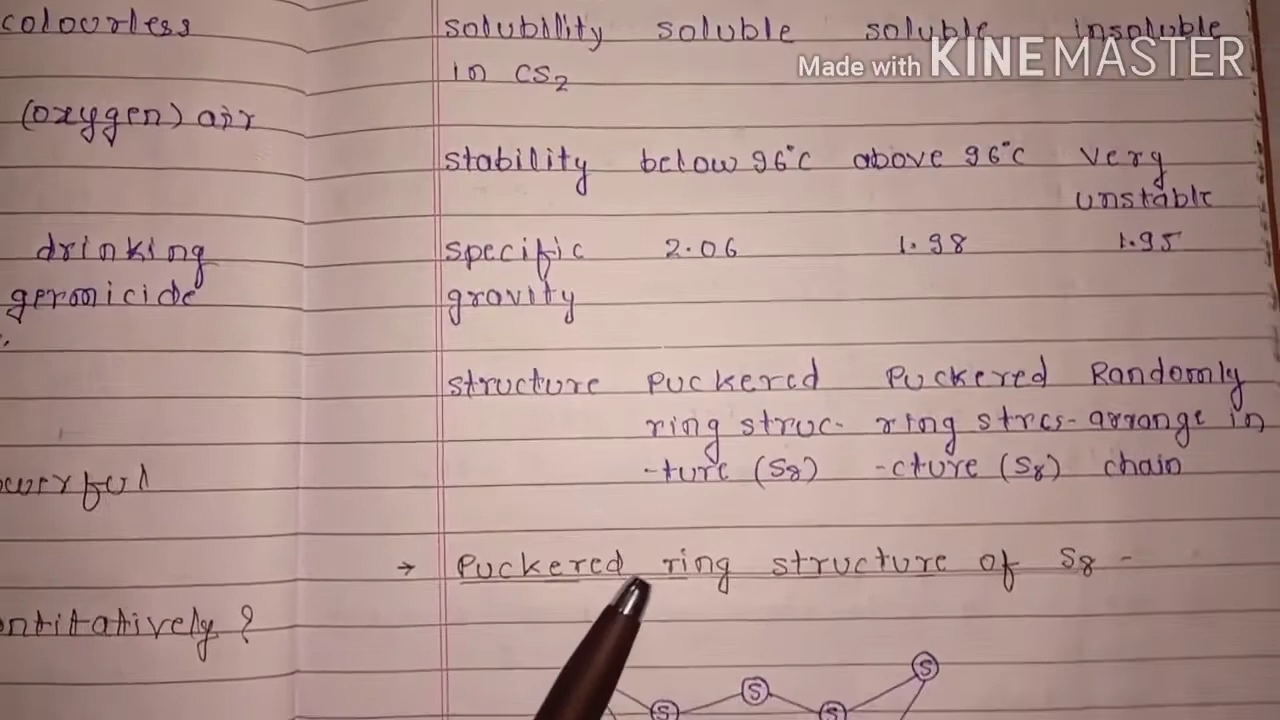 colourless
(oxygen) air
drinking
germicide
ntitatively ?
solubility soluble soluble insoluble
in CS2
Made with KINEMASTER
stability below 96°C above 96°C very
unstable
specific 2.06 1.98 1.95
gravity
structure puckered puckered Randomly
ring struc- ring strcs- arrange in
-ture (S8) -cture (S8) chain
→ Puckered ring structure of S8 -
S
S S S